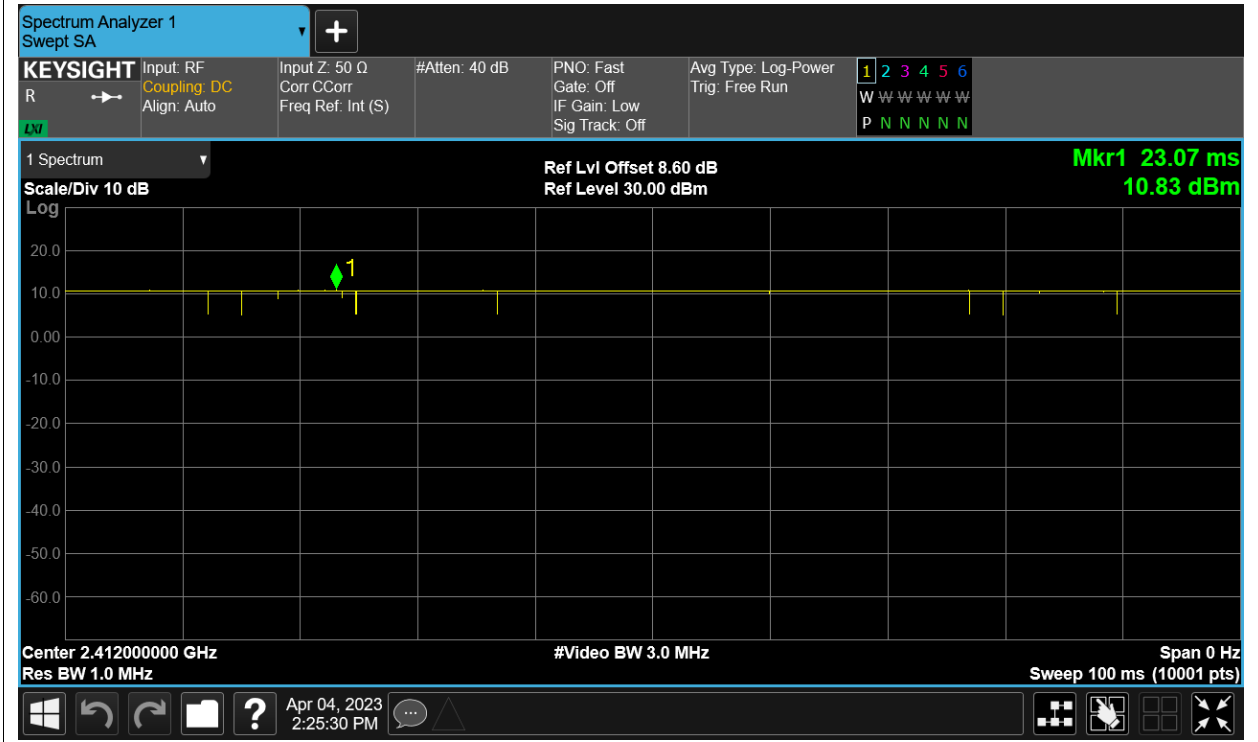 Spectrum Analyzer 1
Swept SA
KEYSIGHT
R
LXI
Input: RF
Coupling: DC
Align: Auto
Input Z: 50 Ω
Corr CCorr
Freq Ref: Int (S)
#Atten: 40 dB
PNO: Fast
Gate: Off
IF Gain: Low
Sig Track: Off
Avg Type: Log-Power
Trig: Free Run
1 2 3 4 5 6
W W W W W W
P N N N N N
1 Spectrum
Scale/Div 10 dB
Ref Lvl Offset 8.60 dB
Ref Level 30.00 dBm
Mkr1 23.07 ms
10.83 dBm
Log
20.0
10.0
0.00
-10.0
-20.0
-30.0
-40.0
-50.0
-60.0
1
Center 2.412000000 GHz
Res BW 1.0 MHz
#Video BW 3.0 MHz
Span 0 Hz
Sweep 100 ms (10001 pts)
?
Apr 04, 2023
2:25:30 PM